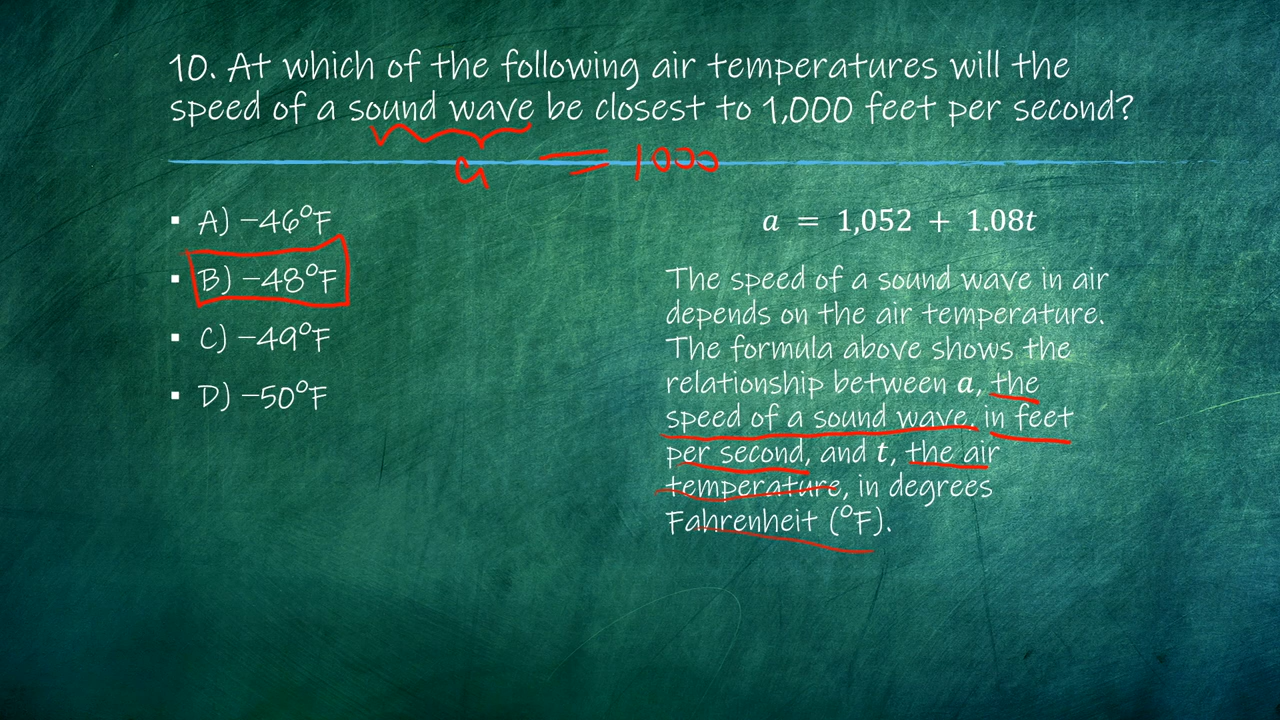 10. At which of the following air temperatures will the
speed of a sound wave be closest to 1,000 feet per second?
a = 1000
▪ A) −46°F
▪ B) −48°F
▪ C) −49°F
▪ D) −50°F
a = 1,052 + 1.08t
The speed of a sound wave in air
depends on the air temperature.
The formula above shows the
relationship between a, the
speed of a sound wave, in feet
per second, and t, the air
temperature, in degrees
Fahrenheit (°F).